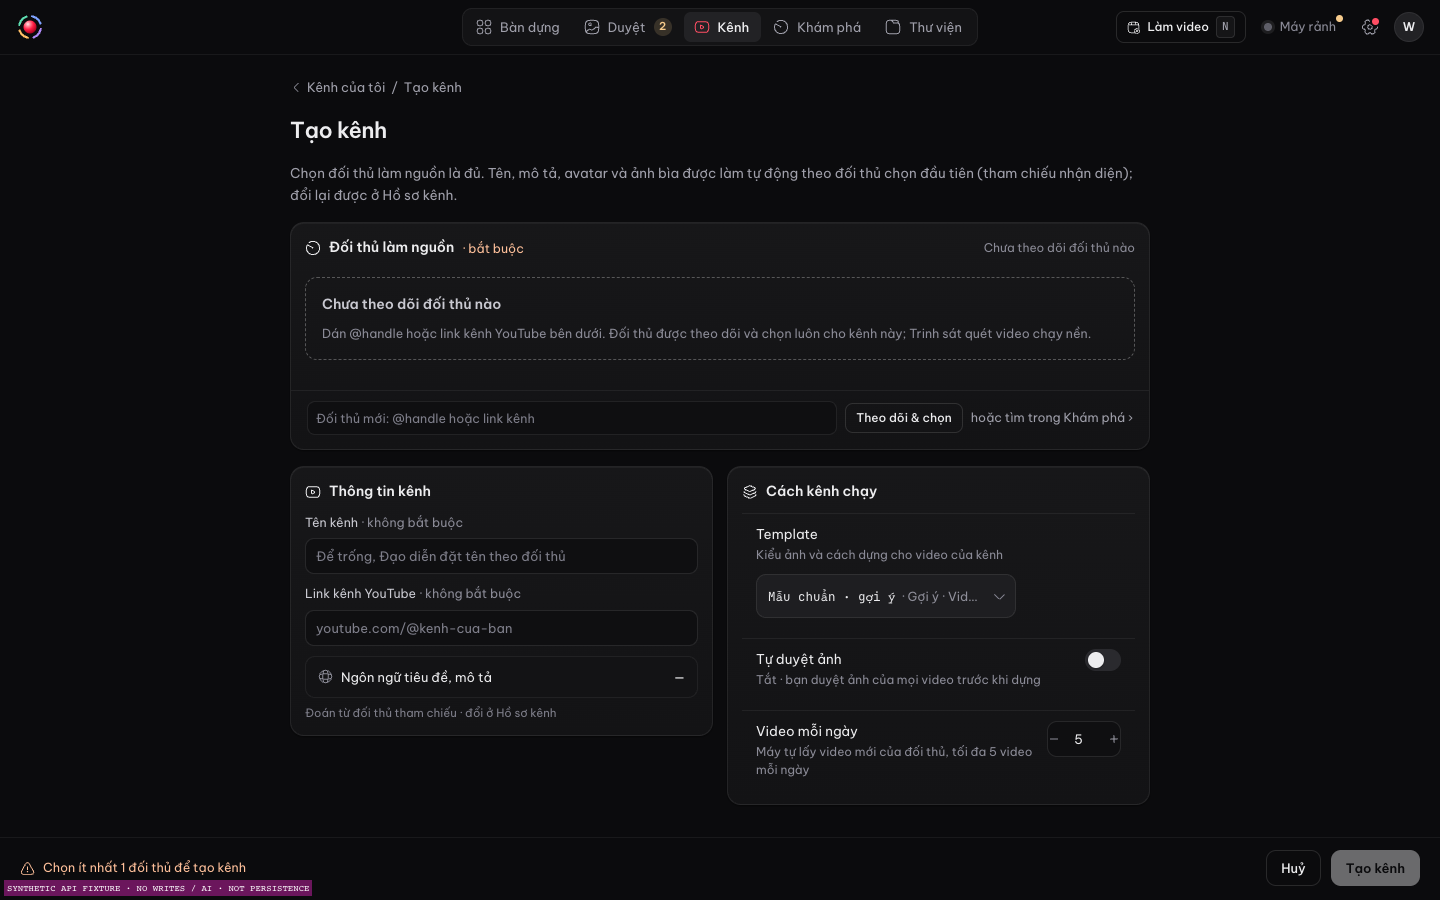 Bàn dựng
Duyệt 2
Kênh
Khám phá
Thư viện
Làm video N
Máy rảnh
W
Kênh của tôi / Tạo kênh
Tạo kênh
Chọn đối thủ làm nguồn là đủ. Tên, mô tả, avatar và ảnh bìa được làm tự động theo đối thủ chọn đầu tiên (tham chiếu nhận diện);
đổi lại được ở Hồ sơ kênh.
Đối thủ làm nguồn · bắt buộc
Chưa theo dõi đối thủ nào
Chưa theo dõi đối thủ nào
Dán @handle hoặc link kênh YouTube bên dưới. Đối thủ được theo dõi và chọn luôn cho kênh này; Trinh sát quét video chạy nền.
Đối thủ mới: @handle hoặc link kênh
Theo dõi & chọn
hoặc tìm trong Khám phá ›
Thông tin kênh
Tên kênh · không bắt buộc
Để trống, Đạo diễn đặt tên theo đối thủ
Link kênh YouTube · không bắt buộc
youtube.com/@kenh-cua-ban
Ngôn ngữ tiêu đề, mô tả –
Đoán từ đối thủ tham chiếu · đổi ở Hồ sơ kênh
Cách kênh chạy
Template
Kiểu ảnh và cách dựng cho video của kênh
Mẫu chuẩn · gợi ý · Gợi ý · Vid...
Tự duyệt ảnh
Tắt · bạn duyệt ảnh của mọi video trước khi dựng
Video mỗi ngày
Máy tự lấy video mới của đối thủ, tối đa 5 video
mỗi ngày
− 5 +
Chọn ít nhất 1 đối thủ để tạo kênh
Huỷ
Tạo kênh
SYNTHETIC API FIXTURE · NO WRITES / AI · NOT PERSISTENCE